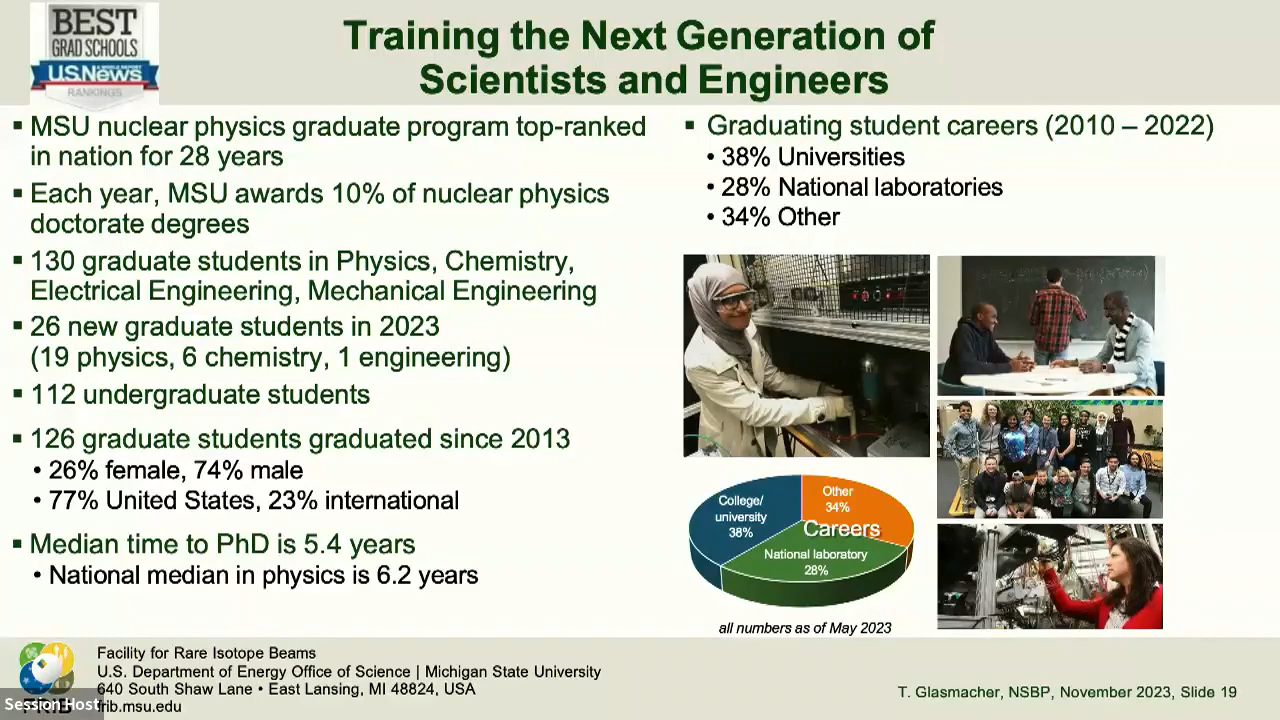 BEST
GRAD SCHOOLS
U.S.News
RANKINGS
Training the Next Generation of
Scientists and Engineers
▪ MSU nuclear physics graduate program top-ranked
in nation for 28 years
▪ Each year, MSU awards 10% of nuclear physics
doctorate degrees
▪ 130 graduate students in Physics, Chemistry,
Electrical Engineering, Mechanical Engineering
▪ 26 new graduate students in 2023
(19 physics, 6 chemistry, 1 engineering)
▪ 112 undergraduate students
▪ 126 graduate students graduated since 2013
• 26% female, 74% male
• 77% United States, 23% international
▪ Median time to PhD is 5.4 years
• National median in physics is 6.2 years
▪ Graduating student careers (2010 – 2022)
• 38% Universities
• 28% National laboratories
• 34% Other
College/
university
38%
Other
34%
Careers
National laboratory
28%
all numbers as of May 2023
Facility for Rare Isotope Beams
U.S. Department of Energy Office of Science | Michigan State University
640 South Shaw Lane • East Lansing, MI 48824, USA
frib.msu.edu
FRIB
Session Host
T. Glasmacher, NSBP, November 2023, Slide 19